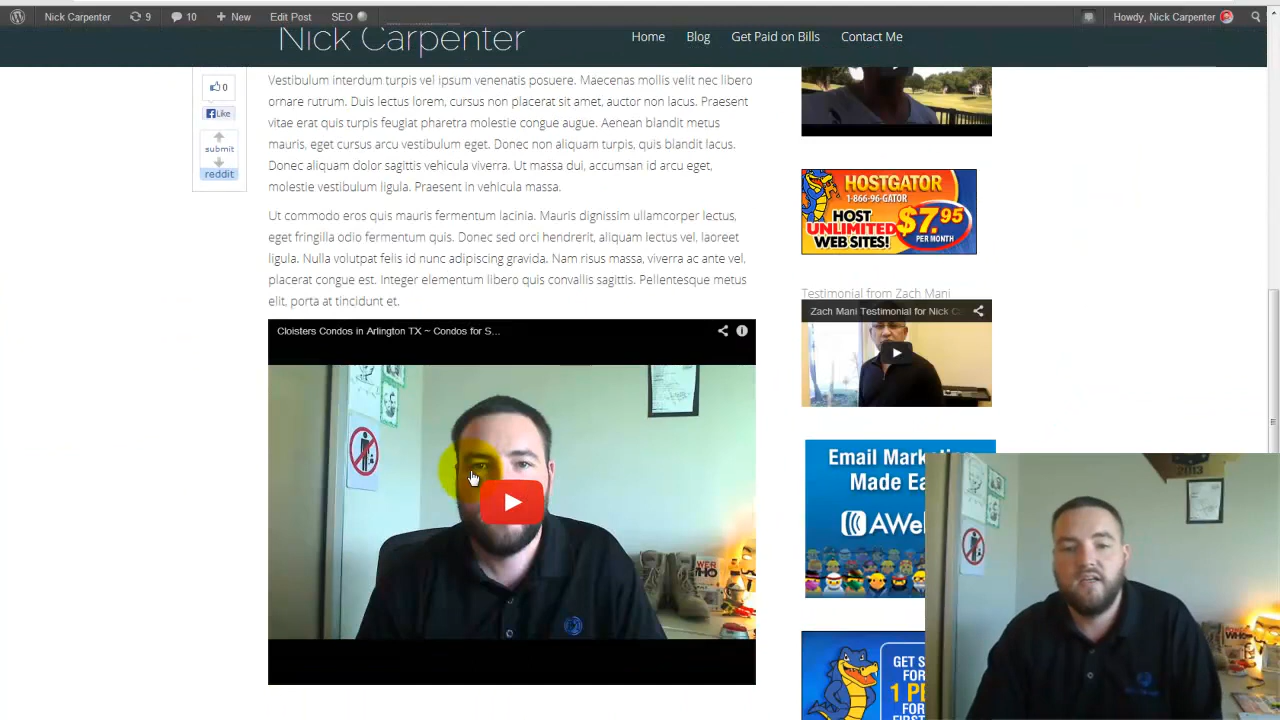 Nick Carpenter
9
10
New
Edit Post
SEO
Howdy, Nick Carpenter
Nick Carpenter
Home
Blog
Get Paid on Bills
Contact Me
0
Like
submit
reddit
Vestibulum interdum turpis vel ipsum venenatis posuere. Maecenas mollis velit nec libero
ornare rutrum. Duis lectus lorem, cursus non placerat sit amet, auctor non lacus. Praesent
vitae erat quis turpis feugiat pharetra molestie congue augue. Aenean blandit metus
mauris, eget cursus arcu vestibulum eget. Donec non aliquam turpis, quis blandit lacus.
Donec aliquam dolor sagittis vehicula viverra. Ut massa dui, accumsan id arcu eget,
molestie vestibulum ligula. Praesent in vehicula massa.
Ut commodo eros quis mauris fermentum lacinia. Mauris dignissim ullamcorper lectus,
eget fringilla odio fermentum quis. Donec sed orci hendrerit, aliquam lectus vel, laoreet
ligula. Nulla volutpat felis id nunc adipiscing gravida. Nam risus massa, viverra ac ante vel,
placerat congue est. Integer elementum libero quis convallis sagittis. Pellentesque metus
elit, porta at tincidunt et.
Cloisters Condos in Arlington TX ~ Condos for S...
HOSTGATOR
1-866-96-GATOR
HOST
UNLIMITED
WEB SITES!
$7.95
PER MONTH
Testimonial from Zach Mani
Zach Mani Testimonial for Nick C
Email Marke
Made Ea
AWe
GET S
FOR
1 PE
FOR
FIRST
2013